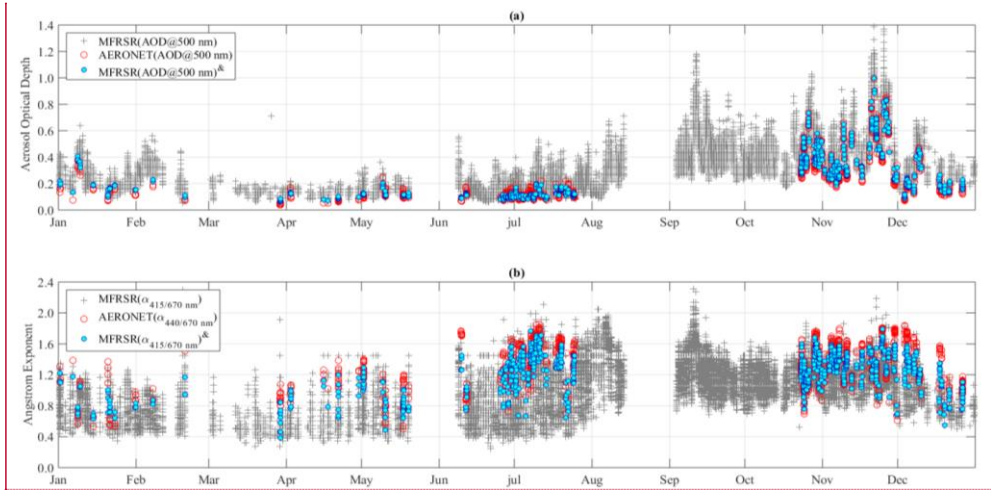 (a)
1.4
1.2
1.0
0.8
0.6
0.4
0.2
0.0
Aerosol Optical Depth
MFRSR(AOD@500 nm)
AERONET(AOD@500 nm)
MFRSR(AOD@500 nm)&
Jan Feb Mar Apr May Jun jul Aug Sep Oct Nov Dec
(b)
2.4
2.0
1.6
1.2
0.8
0.4
0.0
Angstrom Exponent
MFRSR(α415/670 nm)
AERONET(α440/670 nm)
MFRSR(α415/670 nm)&
Jan Feb Mar Apr May Jun jul Aug Sep Oct Nov Dec